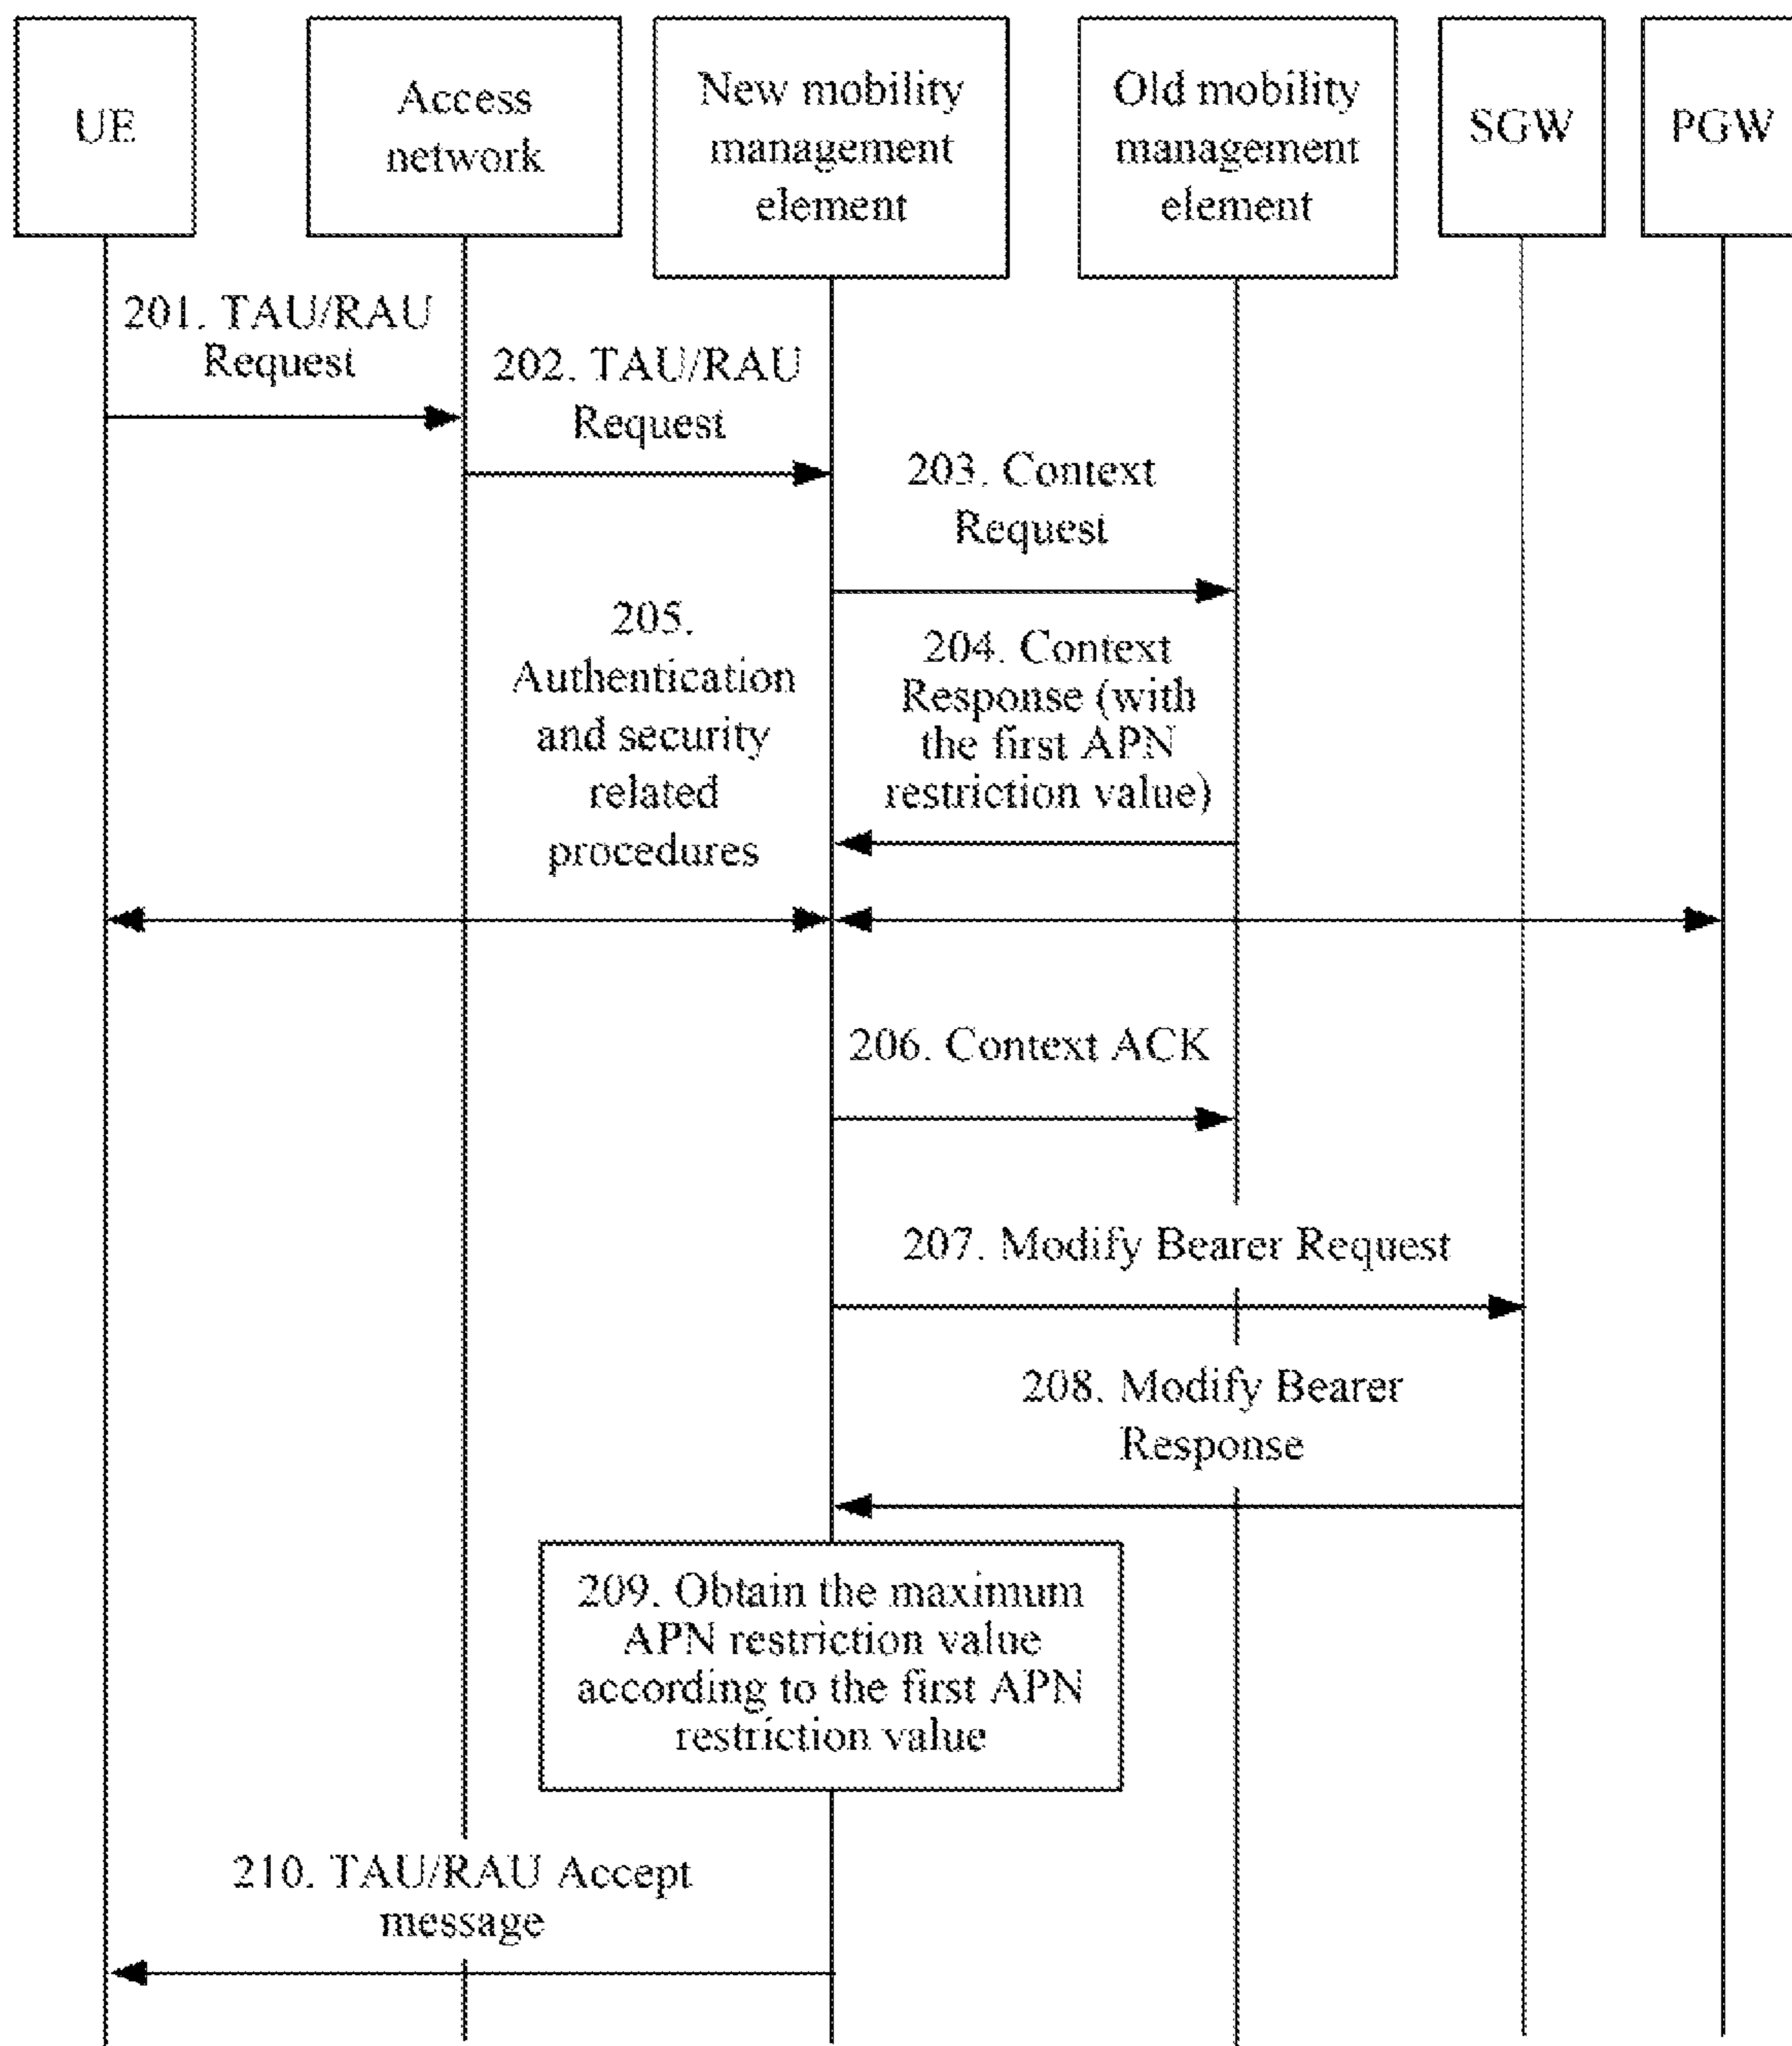 UE
Access
network
New mobility
management
element
Old mobility
management
element
SGW
PGW
201. TAU/RAU
Request
202. TAU/RAU
Request
203. Context
Request
204. Context
Response (with
the first APN
restriction value)
205.
Authentication
and security
related
procedures
206. Context ACK
207. Modify Bearer Request
208. Modify Bearer
Response
209. Obtain the maximum
APN restriction value
according to the first APN
restriction value
210. TAU/RAU Accept
message